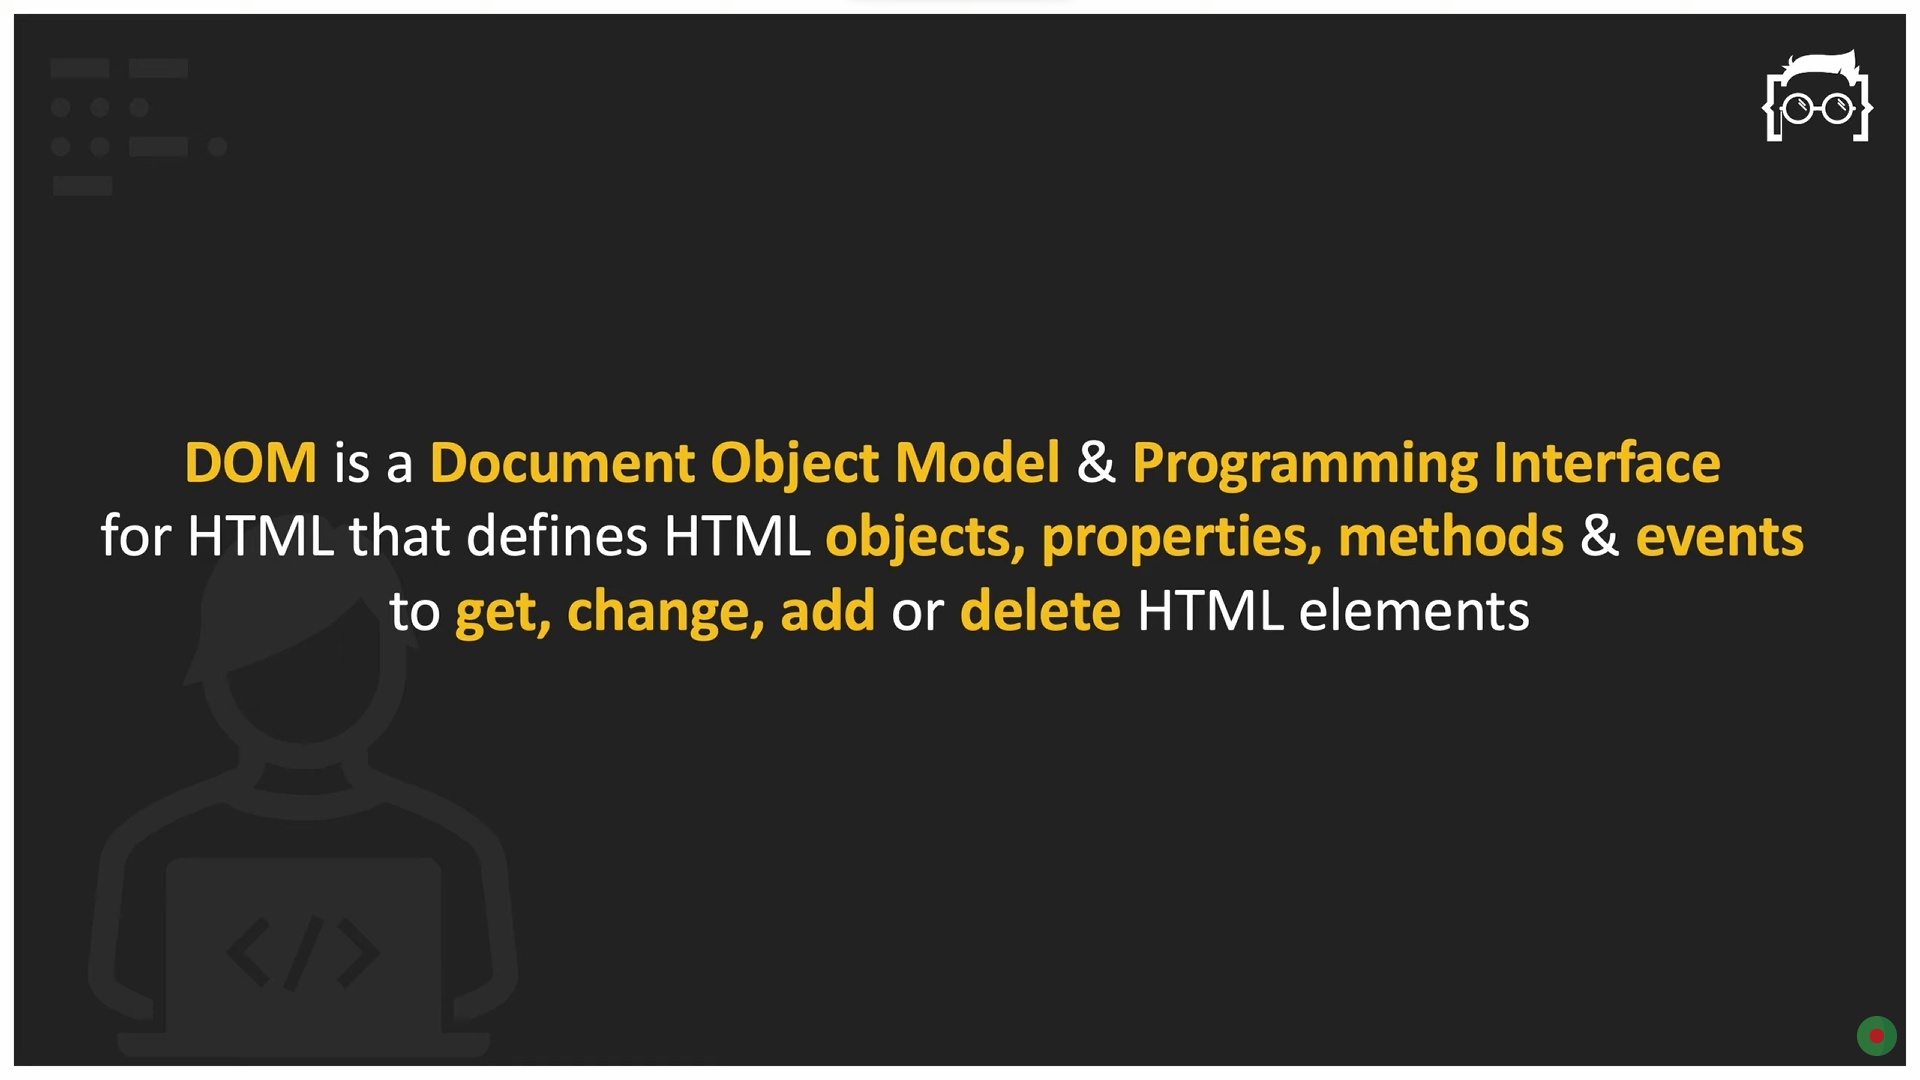 DOM is a Document Object Model & Programming Interface
for HTML that defines HTML objects, properties, methods & events
to get, change, add or delete HTML elements
</>